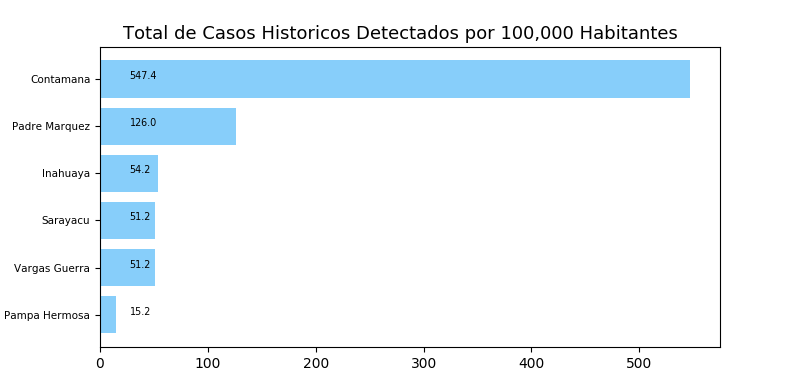 Total de Casos Historicos Detectados por 100,000 Habitantes
Contamana 547.4
Padre Marquez 126.0
Inahuaya 54.2
Sarayacu 51.2
Vargas Guerra 51.2
Pampa Hermosa 15.2
0 100 200 300 400 500